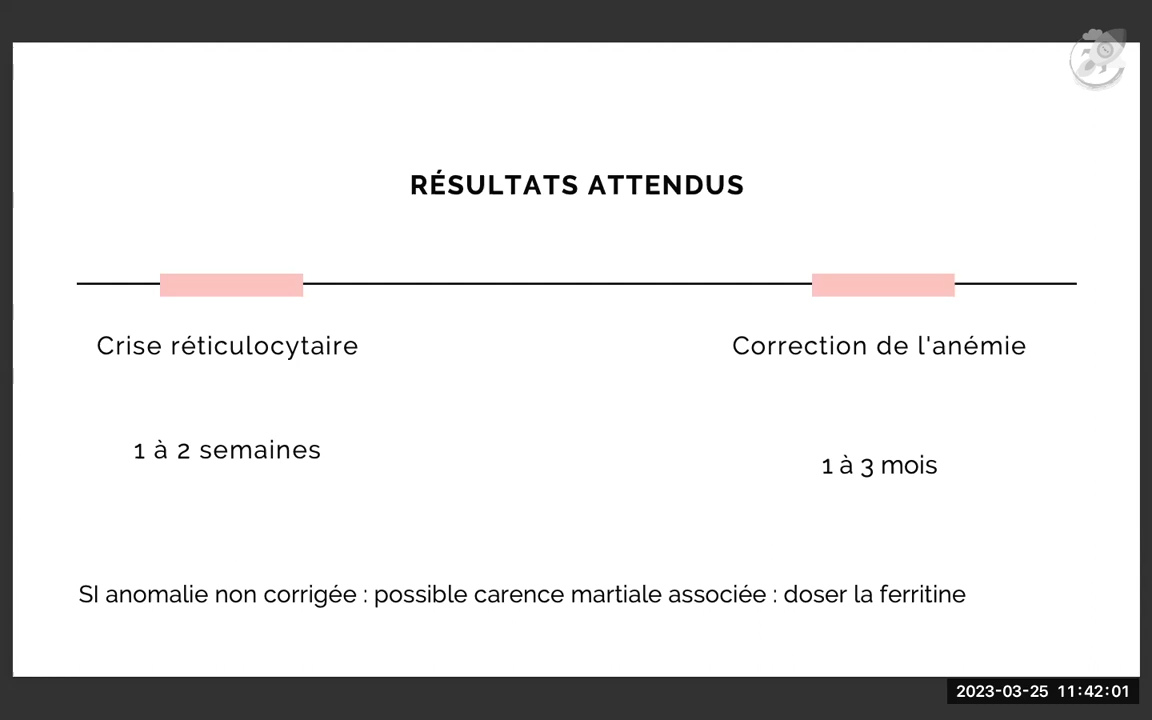 RÉSULTATS ATTENDUS
Crise réticulocytaire
Correction de l'anémie
1 à 2 semaines
1 à 3 mois
SI anomalie non corrigée : possible carence martiale associée : doser la ferritine
2023-03-25 11:42:01